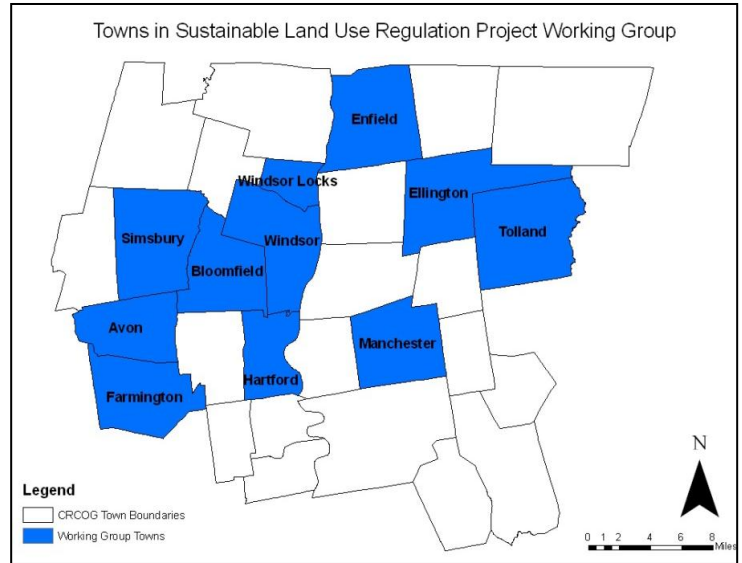 Towns in Sustainable Land Use Regulation Project Working Group
Enfield
Windsor Locks
Ellington
Simsbury
Windsor
Tolland
Bloomfield
Avon
Manchester
Hartford
Farmington
N
Legend
CRCOG Town Boundaries
Working Group Towns
0 1 2 4 6 8
Miles